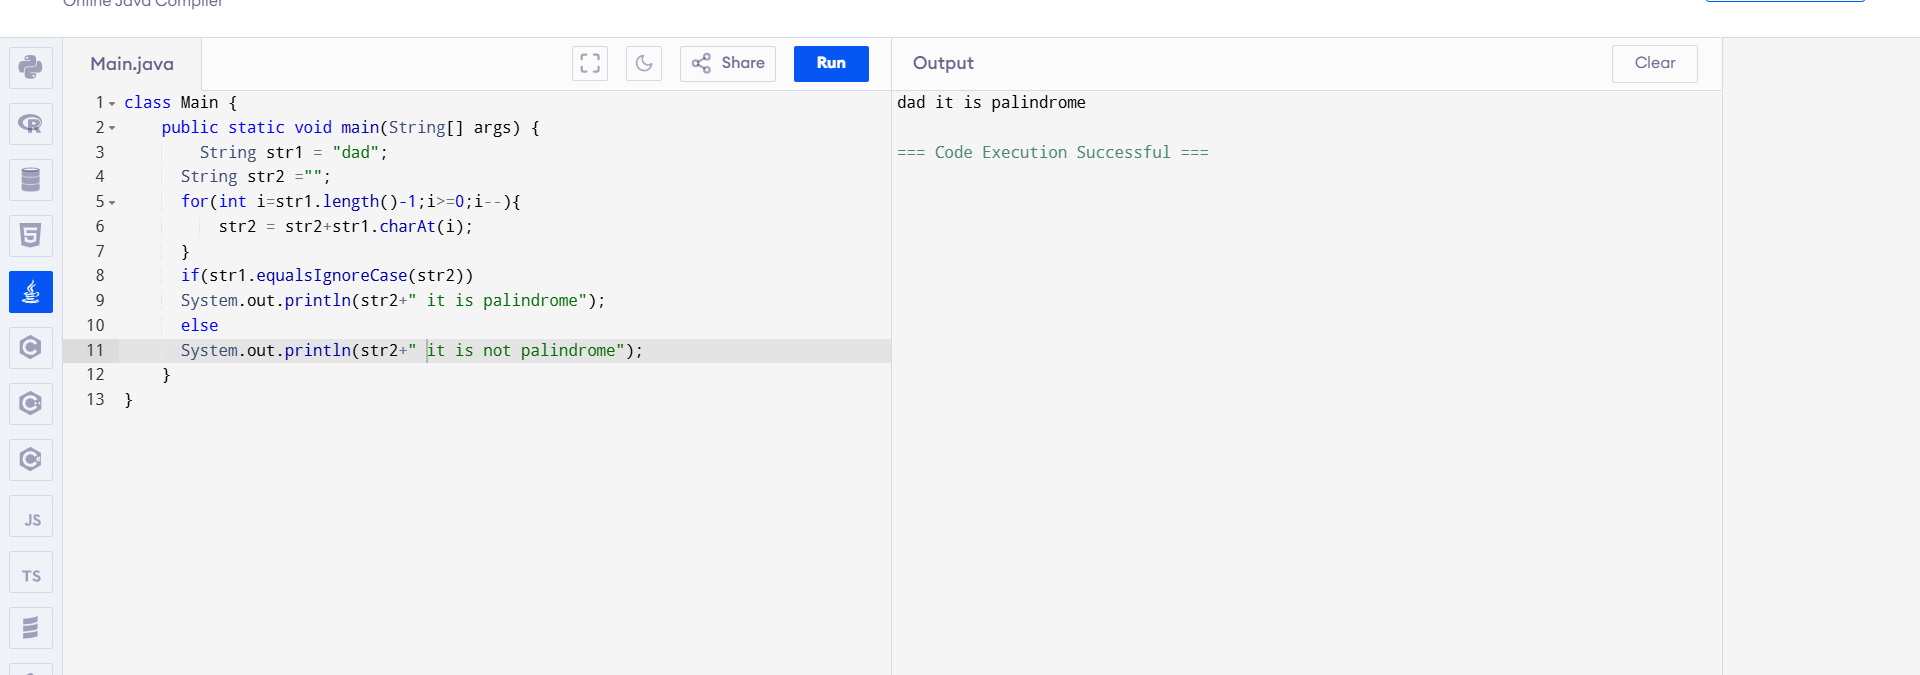 Online Java Compiler
Main.java
Share
Run
Output
Clear
1 class Main {
2 public static void main(String[] args) {
3 String str1 = "dad";
4 String str2 ="";
5 for(int i=str1.length()-1;i>=0;i--){
6 str2 = str2+str1.charAt(i);
7 }
8 if(str1.equalsIgnoreCase(str2))
9 System.out.println(str2+" it is palindrome");
10 else
11 System.out.println(str2+" it is not palindrome");
12 }
13 }
dad it is palindrome
=== Code Execution Successful ===
R
5
C
C
C
JS
TS